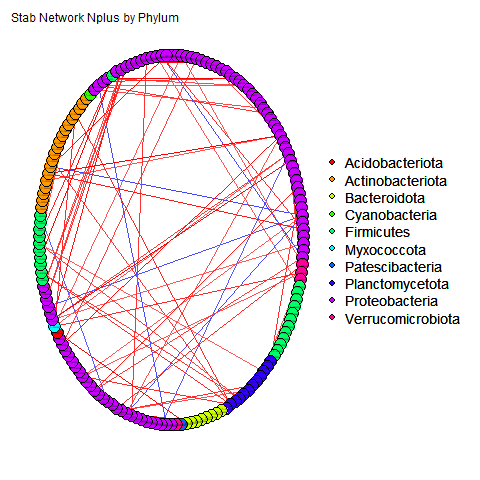 Stab Network Nplus by Phylum
Acidobacteriota
Actinobacteriota
Bacteroidota
Cyanobacteria
Firmicutes
Myxococcota
Patescibacteria
Planctomycetota
Proteobacteria
Verrucomicrobiota